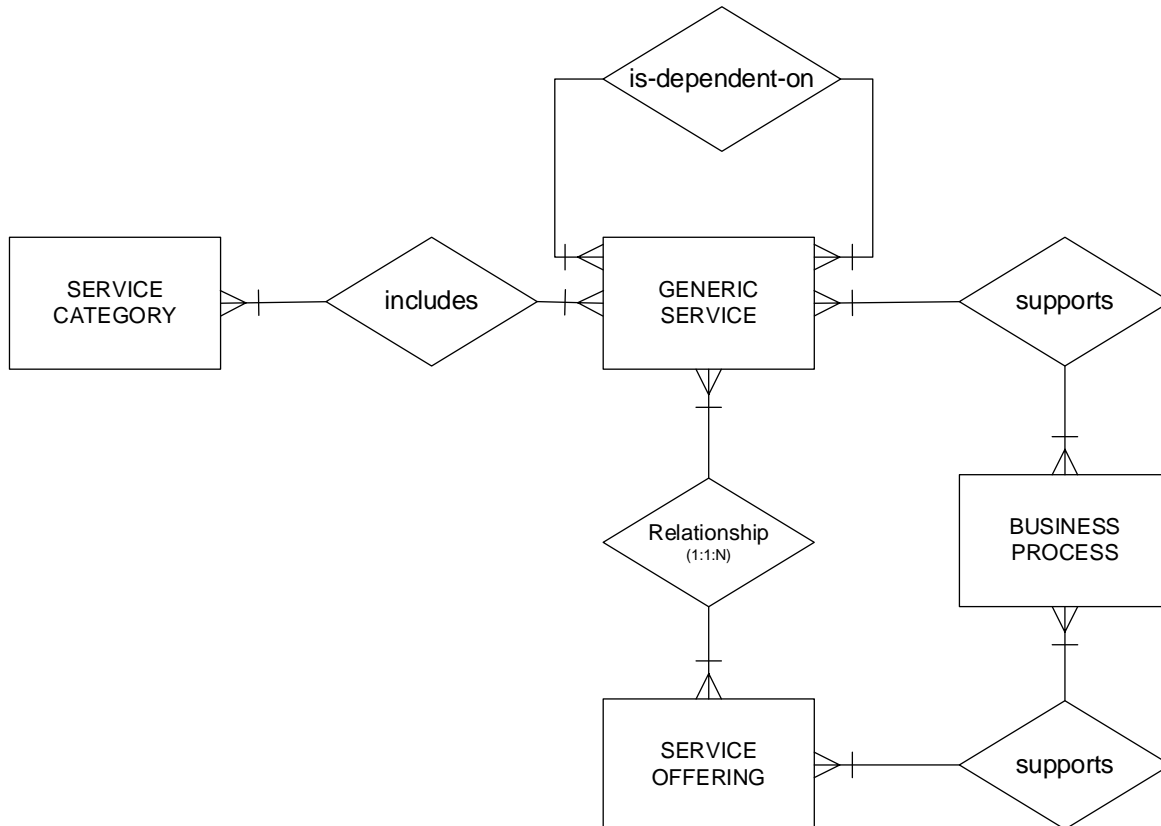 is-dependent-on
SERVICE
CATEGORY
includes
GENERIC
SERVICE
supports
Relationship
(1:1:N)
BUSINESS
PROCESS
SERVICE
OFFERING
supports